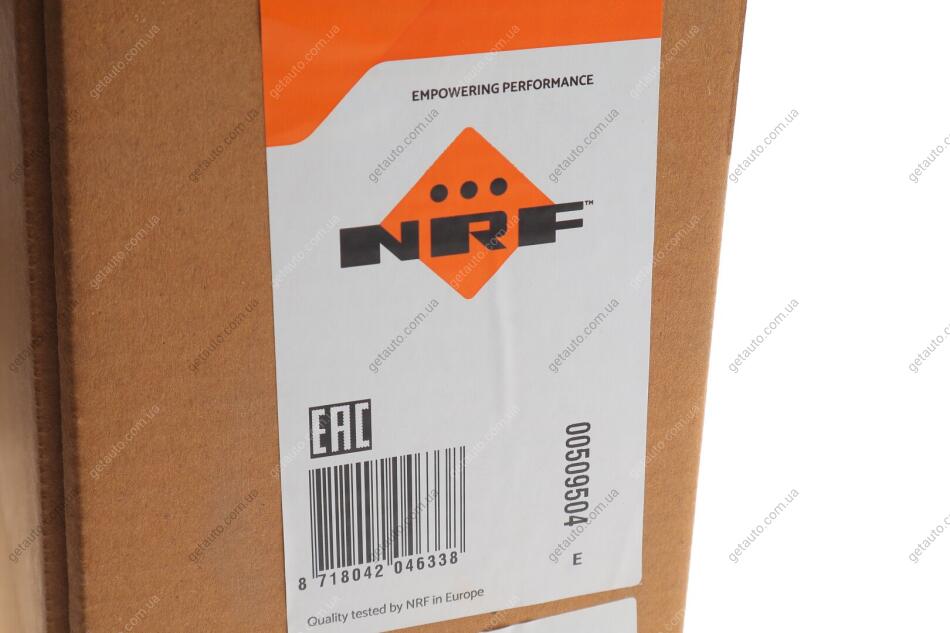 EMPOWERING PERFORMANCE
NRF™
EAC
00509504
E
8 718042 046338
Quality tested by NRF in Europe
getauto.com.ua